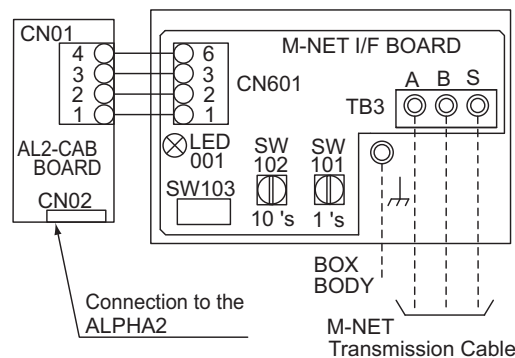 CN01
4
3
2
1
AL2-CAB
BOARD
CN02
Connection to the
ALPHA2
M-NET I/F BOARD
6
3
2
1
CN601
A B S
TB3
LED
001
SW
102
SW
101
SW103
10 's
1 's
BOX
BODY
M-NET
Transmission Cable